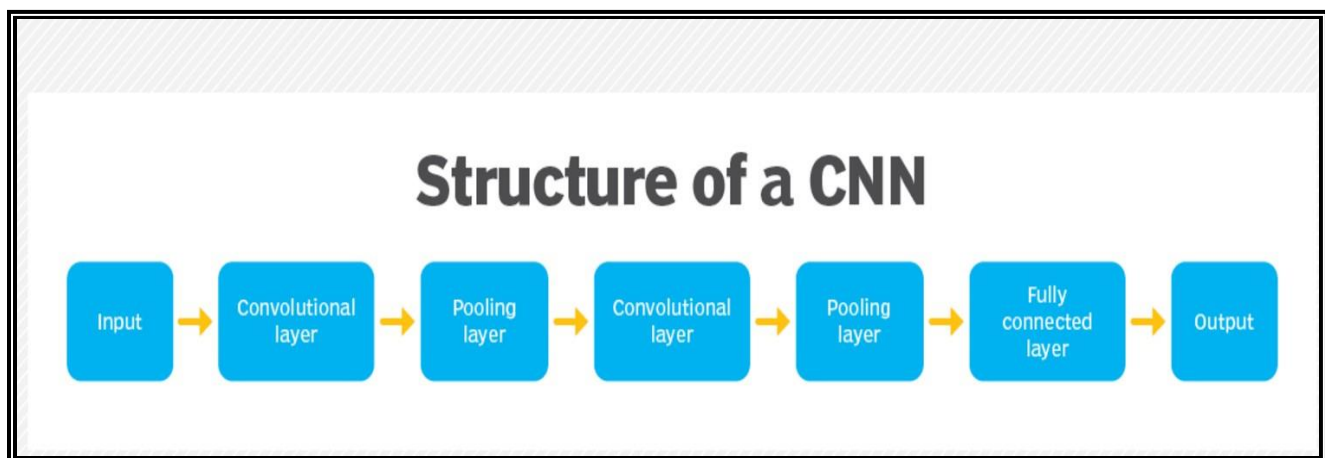 Structure of a CNN
Input
Convolutional
layer
Pooling
layer
Convolutional
layer
Pooling
layer
Fully
connected
layer
Output